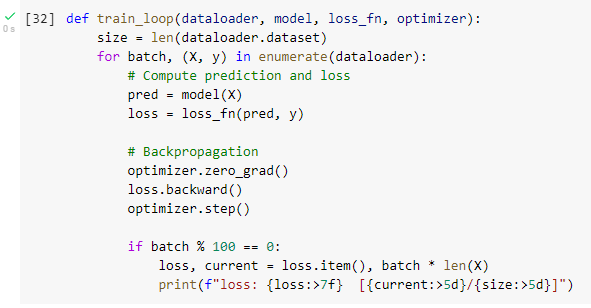 [32] def train_loop(dataloader, model, loss_fn, optimizer):
0s
    size = len(dataloader.dataset)
    for batch, (X, y) in enumerate(dataloader):
        # Compute prediction and loss
        pred = model(X)
        loss = loss_fn(pred, y)

        # Backpropagation
        optimizer.zero_grad()
        loss.backward()
        optimizer.step()

        if batch % 100 == 0:
            loss, current = loss.item(), batch * len(X)
            print(f"loss: {loss:>7f}  [{current:>5d}/{size:>5d}]")